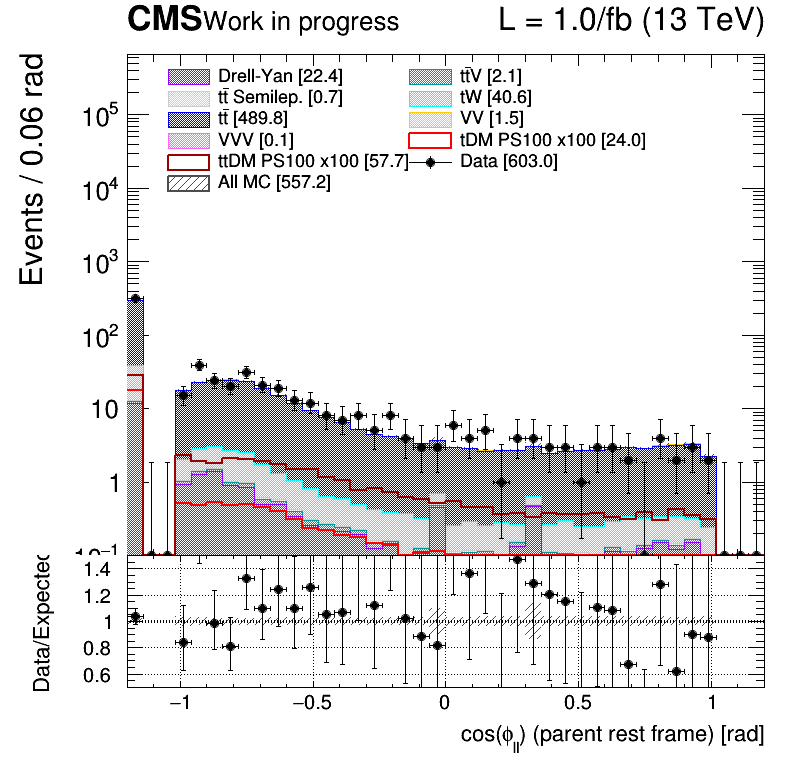 CMS Work in progress L = 1.0/fb (13 TeV)
Events / 0.06 rad
Drell-Yan [22.4] tt̄V [2.1]
tt̄ Semilep. [0.7] tW [40.6]
tt̄ [489.8] VV [1.5]
VVV [0.1] tDM PS100 x100 [24.0]
ttDM PS100 x100 [57.7] Data [603.0]
All MC [557.2]
10⁵
10⁴
10³
10²
10
1
10⁻¹
Data/Expected
1.4
1.2
1
0.8
0.6
−1 −0.5 0 0.5 1
cos(ϕ_ll) (parent rest frame) [rad]